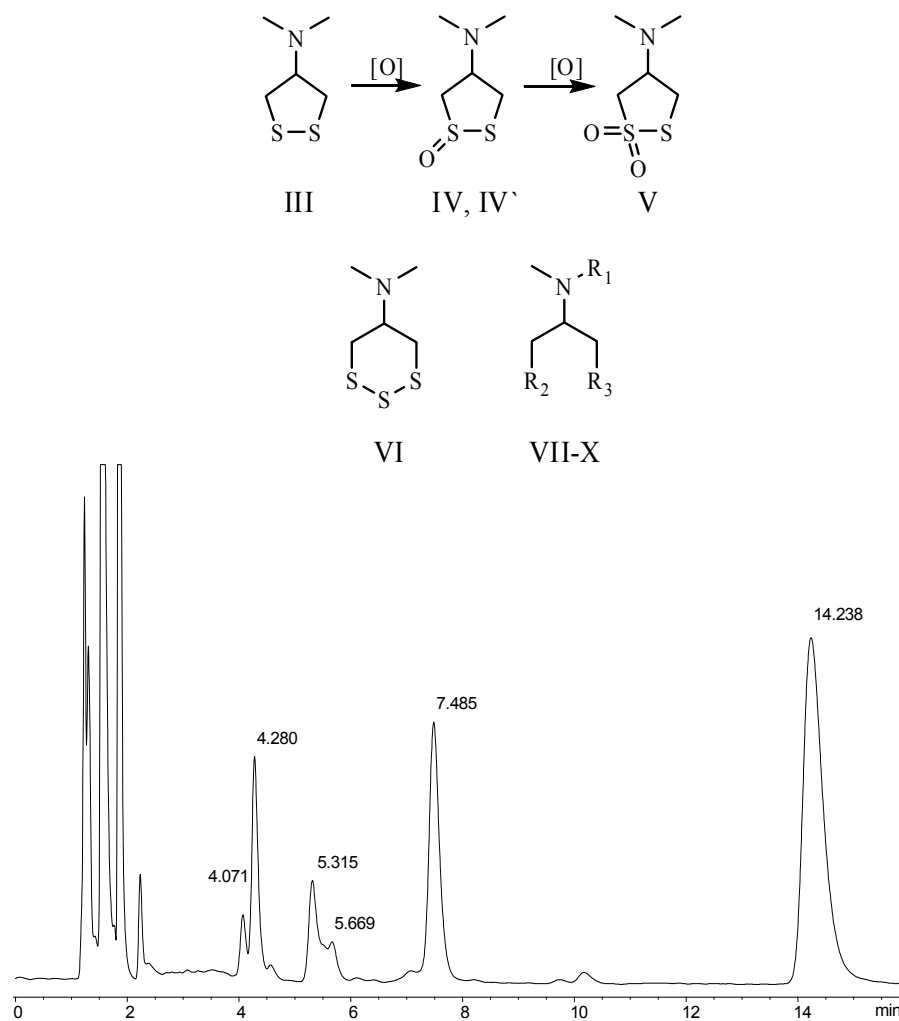 N N N
[O] [O]
S S S S S S
O O O
III IV, IV` V
N N R1
S S S R2 R3
VI VII-X
14.238
7.485
4.280
5.315
4.071
5.669
0 2 4 6 8 10 12 14 min